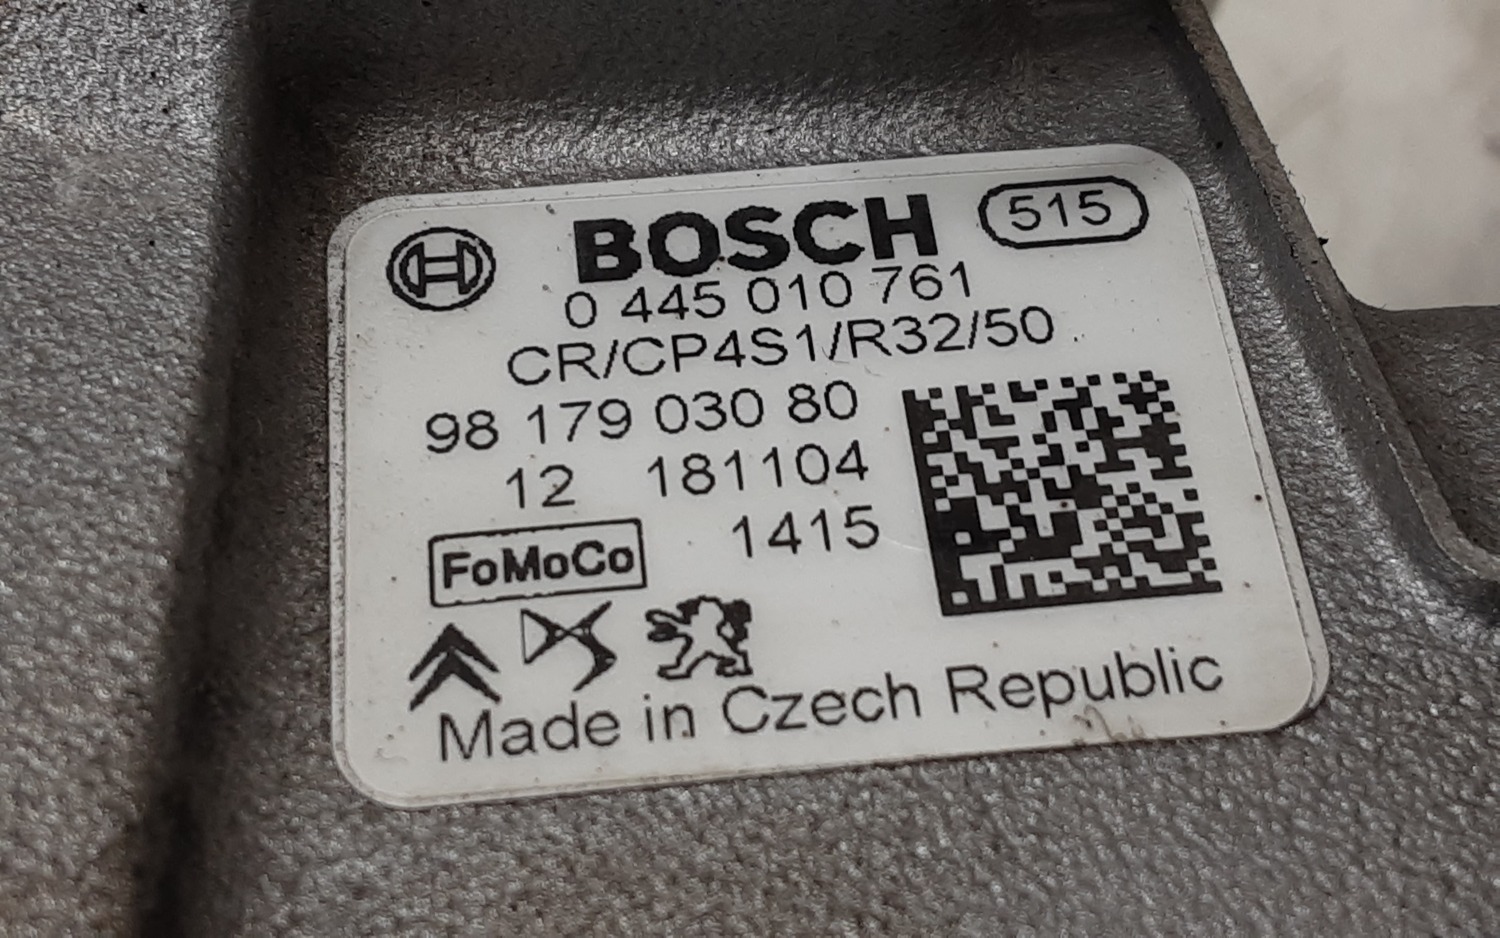 BOSCH 515
0 445 010 761
CR/CP4S1/R32/50
98 179 030 80
12 181104
1415
FoMoCo
Made in Czech Republic